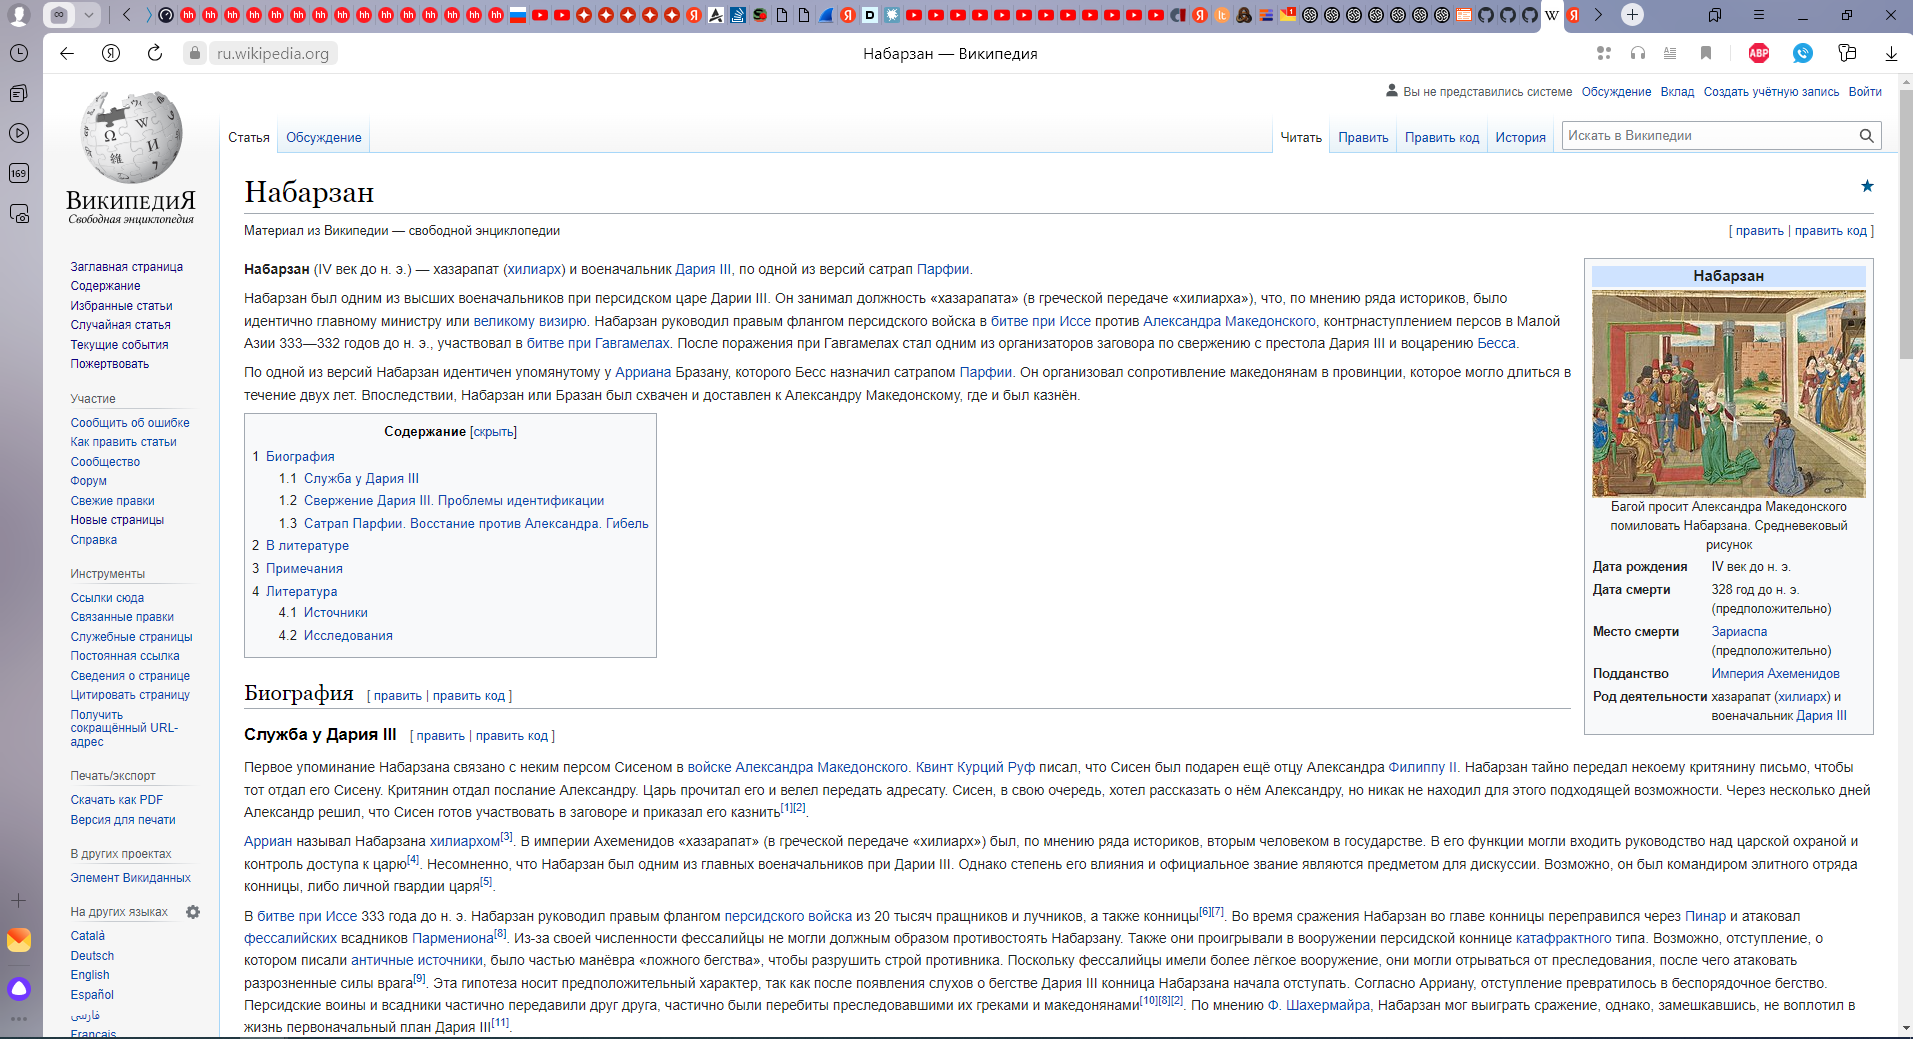 ru.wikipedia.org
Набарзан — Википедия
ABP
169
Вы не представились системе Обсуждение Вклад Создать учётную запись Войти
Статья Обсуждение Читать Править Править код История Искать в Википедии
ВикипедиЯ
Свободная энциклопедия
Заглавная страница
Содержание
Избранные статьи
Случайная статья
Текущие события
Пожертвовать
Участие
Сообщить об ошибке
Как править статьи
Сообщество
Форум
Свежие правки
Новые страницы
Справка
Инструменты
Ссылки сюда
Связанные правки
Служебные страницы
Постоянная ссылка
Сведения о странице
Цитировать страницу
Получить
сокращённый URL-
адрес
Печать/экспорт
Скачать как PDF
Версия для печати
В других проектах
Элемент Викиданных
На других языках
Català
Deutsch
English
Español
فارسی
Français
Набарзан
Материал из Википедии — свободной энциклопедии
[ править | править код ]
Набарзан (IV век до н. э.) — хазарапат (хилиарх) и военачальник Дария III, по одной из версий сатрап Парфии.
Набарзан был одним из высших военачальников при персидском царе Дарии III. Он занимал должность «хазарапата» (в греческой передаче «хилиарха»), что, по мнению ряда историков, было
идентично главному министру или великому визирю. Набарзан руководил правым флангом персидского войска в битве при Иссе против Александра Македонского, контрнаступлением персов в Малой
Азии 333—332 годов до н. э., участвовал в битве при Гавгамелах. После поражения при Гавгамелах стал одним из организаторов заговора по свержению с престола Дария III и воцарению Бесса.
По одной из версий Набарзан идентичен упомянутому у Арриана Бразану, которого Бесс назначил сатрапом Парфии. Он организовал сопротивление македонянам в провинции, которое могло длиться в
течение двух лет. Впоследствии, Набарзан или Бразан был схвачен и доставлен к Александру Македонскому, где и был казнён.
Содержание [скрыть]
1 Биография
1.1 Служба у Дария III
1.2 Свержение Дария III. Проблемы идентификации
1.3 Сатрап Парфии. Восстание против Александра. Гибель
2 В литературе
3 Примечания
4 Литература
4.1 Источники
4.2 Исследования
Набарзан
Багой просит Александра Македонского
помиловать Набарзана. Средневековый
рисунок
Дата рождения IV век до н. э.
Дата смерти 328 год до н. э.
(предположительно)
Место смерти Зариаспа
(предположительно)
Подданство Империя Ахеменидов
Род деятельности хазарапат (хилиарх) и
военачальник Дария III
Биография [ править | править код ]
Служба у Дария III [ править | править код ]
Первое упоминание Набарзана связано с неким персом Сисеном в войске Александра Македонского. Квинт Курций Руф писал, что Сисен был подарен ещё отцу Александра Филиппу II. Набарзан тайно передал некоему критянину письмо, чтобы
тот отдал его Сисену. Критянин отдал послание Александру. Царь прочитал его и велел передать адресату. Сисен, в свою очередь, хотел рассказать о нём Александру, но никак не находил для этого подходящей возможности. Через несколько дней
Александр решил, что Сисен готов участвовать в заговоре и приказал его казнить[1][2].
Арриан называл Набарзана хилиархом[3]. В империи Ахеменидов «хазарапат» (в греческой передаче «хилиарх») был, по мнению ряда историков, вторым человеком в государстве. В его функции могли входить руководство над царской охраной и
контроль доступа к царю[4]. Несомненно, что Набарзан был одним из главных военачальников при Дарии III. Однако степень его влияния и официальное звание являются предметом для дискуссии. Возможно, он был командиром элитного отряда
конницы, либо личной гвардии царя[5].
В битве при Иссе 333 года до н. э. Набарзан руководил правым флангом персидского войска из 20 тысяч пращников и лучников, а также конницы[6][7]. Во время сражения Набарзан во главе конницы переправился через Пинар и атаковал
фессалийских всадников Пармениона[8]. Из-за своей численности фессалийцы не могли должным образом противостоять Набарзану. Также они проигрывали в вооружении персидской коннице катафрактного типа. Возможно, отступление, о
котором писали античные источники, было частью манёвра «ложного бегства», чтобы разрушить строй противника. Поскольку фессалийцы имели более лёгкое вооружение, они могли отрываться от преследования, после чего атаковать
разрозненные силы врага[9]. Эта гипотеза носит предположительный характер, так как после появления слухов о бегстве Дария III конница Набарзана начала отступать. Согласно Арриану, отступление превратилось в беспорядочное бегство.
Персидские воины и всадники частично передавили друг друга, частично были перебиты преследовавшими их греками и македонянами[10][8][2]. По мнению Ф. Шахермайра, Набарзан мог выиграть сражение, однако, замешкавшись, не воплотил в
жизнь первоначальный план Дария III[11].